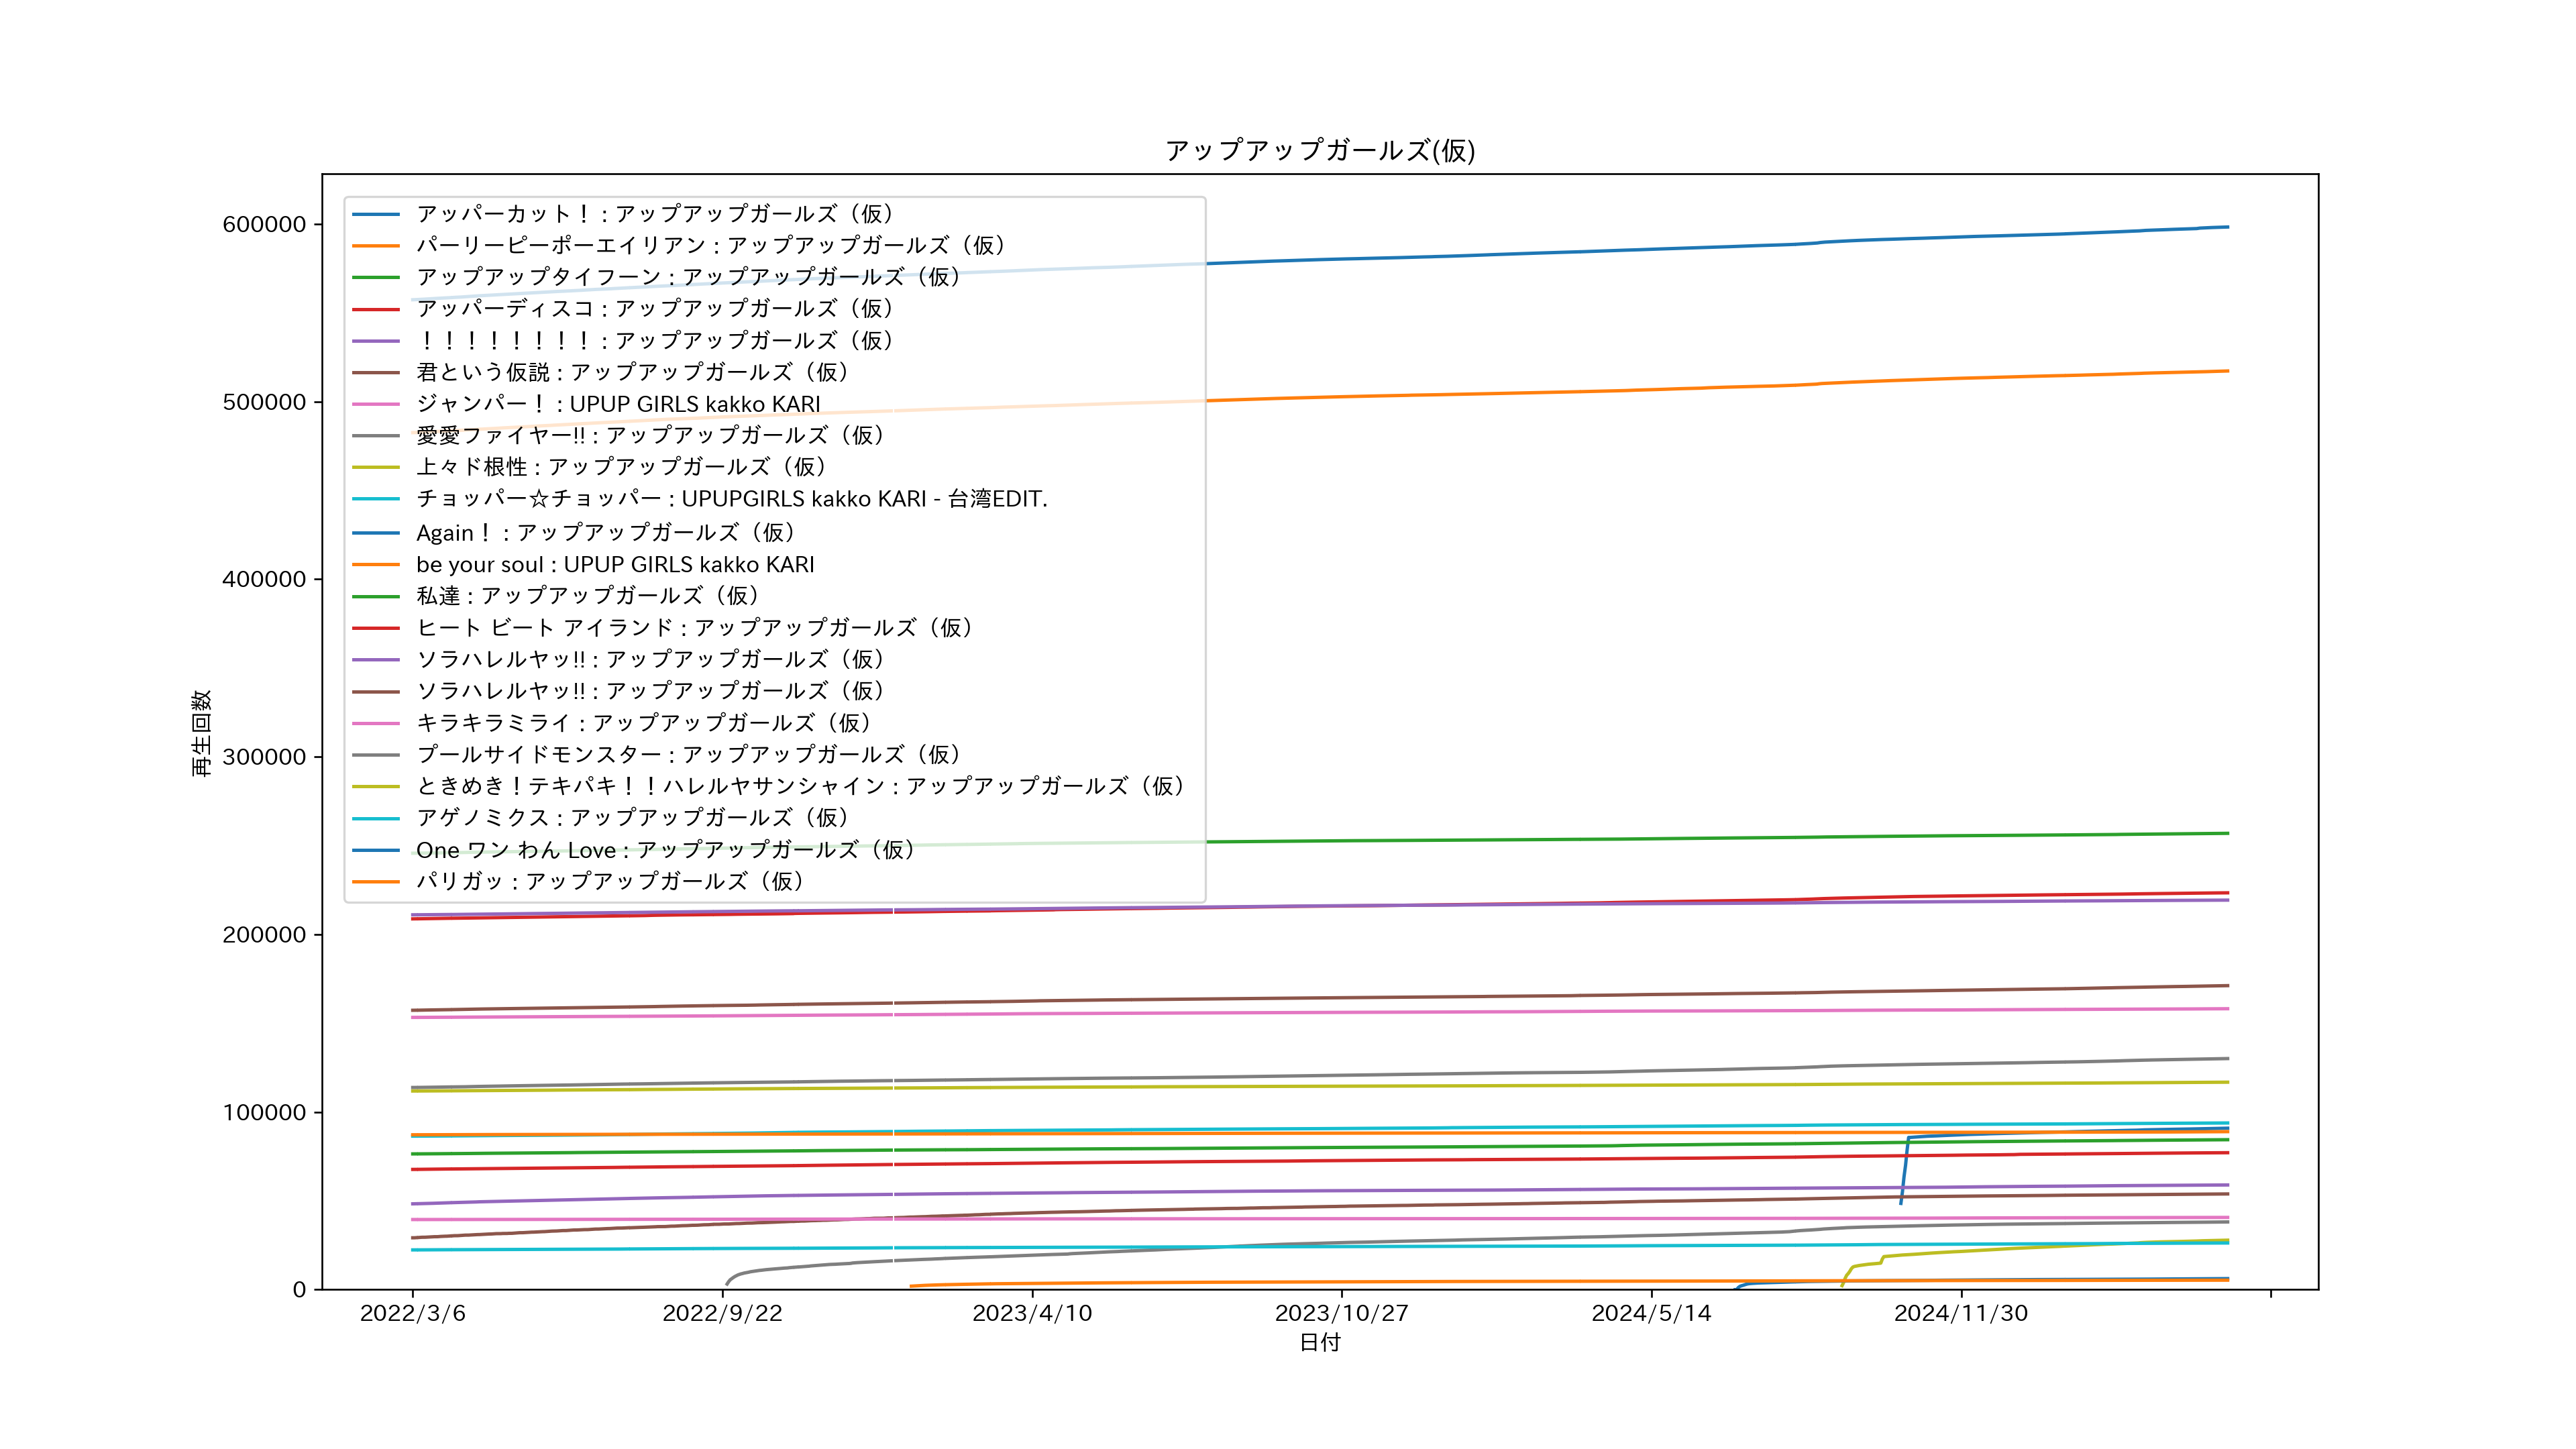 アップアップガールズ(仮)
600000
500000
400000
300000
200000
100000
0
再生回数
アッパーカット！ : アップアップガールズ（仮）
パーリーピーポーエイリアン : アップアップガールズ（仮）
アップアップタイフーン : アップアップガールズ（仮）
アッパーディスコ : アップアップガールズ（仮）
！！！！！！！！ : アップアップガールズ（仮）
君という仮説 : アップアップガールズ（仮）
ジャンパー！ : UPUP GIRLS kakko KARI
愛愛ファイヤー!! : アップアップガールズ（仮）
上々ド根性 : アップアップガールズ（仮）
チョッパー☆チョッパー : UPUPGIRLS kakko KARI - 台湾EDIT.
Again！ : アップアップガールズ（仮）
be your soul : UPUP GIRLS kakko KARI
私達 : アップアップガールズ（仮）
ヒート ビート アイランド : アップアップガールズ（仮）
ソラハレルヤッ!! : アップアップガールズ（仮）
ソラハレルヤッ!! : アップアップガールズ（仮）
キラキラミライ : アップアップガールズ（仮）
プールサイドモンスター : アップアップガールズ（仮）
ときめき！テキパキ！！ハレルヤサンシャイン : アップアップガールズ（仮）
アゲノミクス : アップアップガールズ（仮）
One ワン わん Love : アップアップガールズ（仮）
パリガッ : アップアップガールズ（仮）
2022/3/6
2022/9/22
2023/4/10
2023/10/27
2024/5/14
2024/11/30
日付